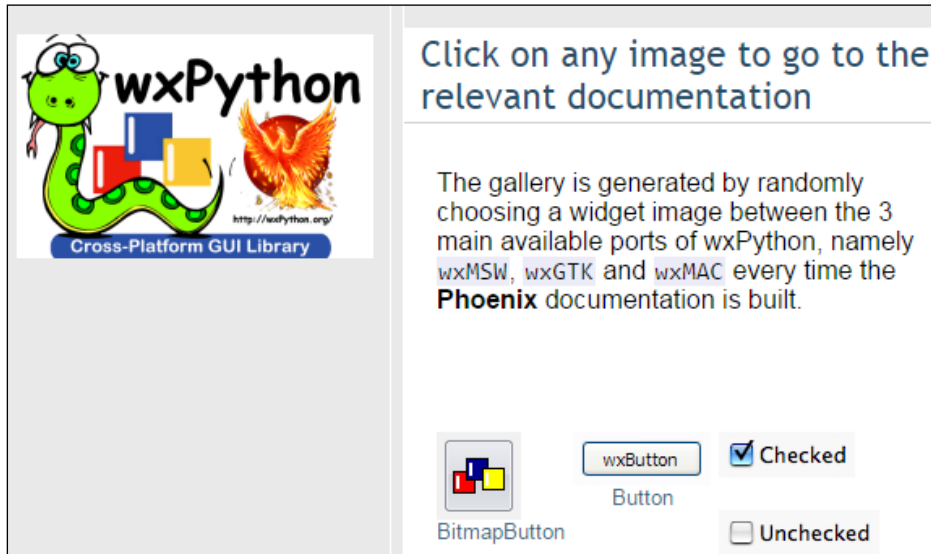 wxPython
http://wxPython.org/
Cross-Platform GUI Library
Click on any image to go to the
relevant documentation
The gallery is generated by randomly
choosing a widget image between the 3
main available ports of wxPython, namely
wxMSW, wxGTK and wxMAC every time the
Phoenix documentation is built.
wxButton
Checked
Button
BitmapButton
Unchecked